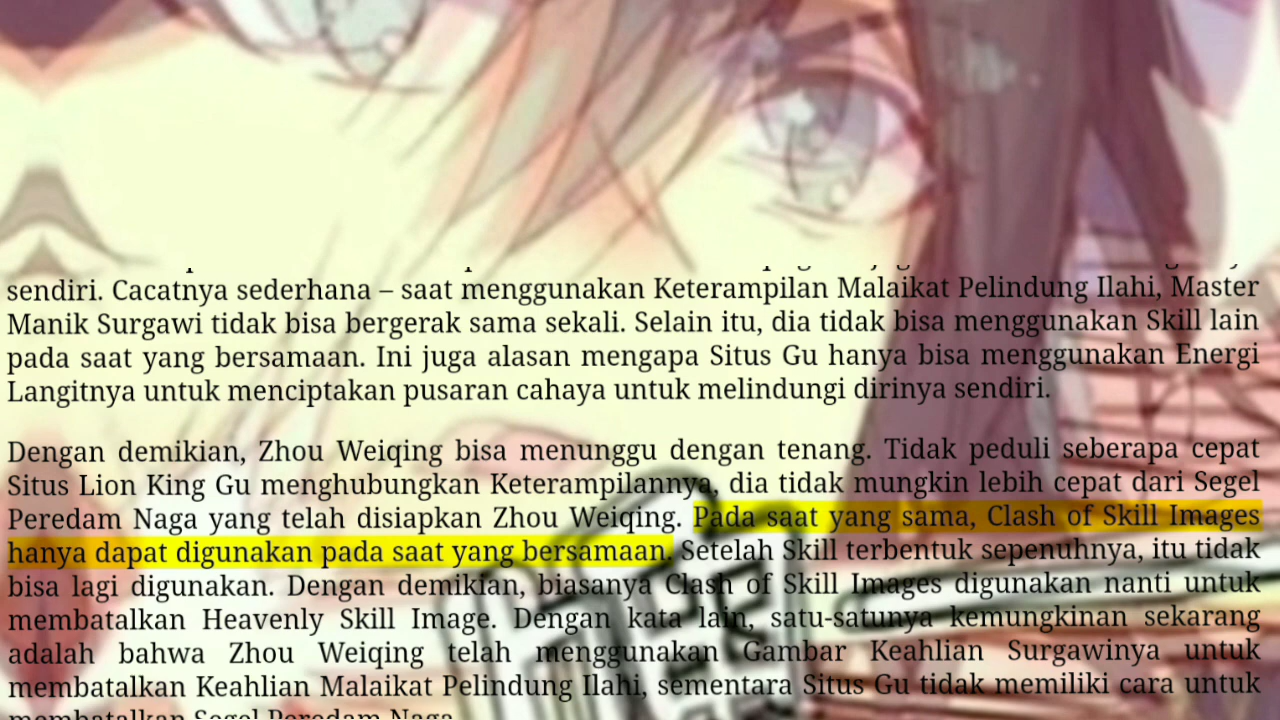 sendiri. Cacatnya sederhana – saat menggunakan Keterampilan Malaikat Pelindung Ilahi, Master
Manik Surgawi tidak bisa bergerak sama sekali. Selain itu, dia tidak bisa menggunakan Skill lain
pada saat yang bersamaan. Ini juga alasan mengapa Situs Gu hanya bisa menggunakan Energi
Langitnya untuk menciptakan pusaran cahaya untuk melindungi dirinya sendiri.
Dengan demikian, Zhou Weiqing bisa menunggu dengan tenang. Tidak peduli seberapa cepat
Situs Lion King Gu menghubungkan Keterampilannya, dia tidak mungkin lebih cepat dari Segel
Peredam Naga yang telah disiapkan Zhou Weiqing. Pada saat yang sama, Clash of Skill Images
hanya dapat digunakan pada saat yang bersamaan. Setelah Skill terbentuk sepenuhnya, itu tidak
bisa lagi digunakan. Dengan demikian, biasanya Clash of Skill Images digunakan nanti untuk
membatalkan Heavenly Skill Image. Dengan kata lain, satu-satunya kemungkinan sekarang
adalah bahwa Zhou Weiqing telah menggunakan Gambar Keahlian Surgawinya untuk
membatalkan Keahlian Malaikat Pelindung Ilahi, sementara Situs Gu tidak memiliki cara untuk
membatalkan Segel Peredam Naga